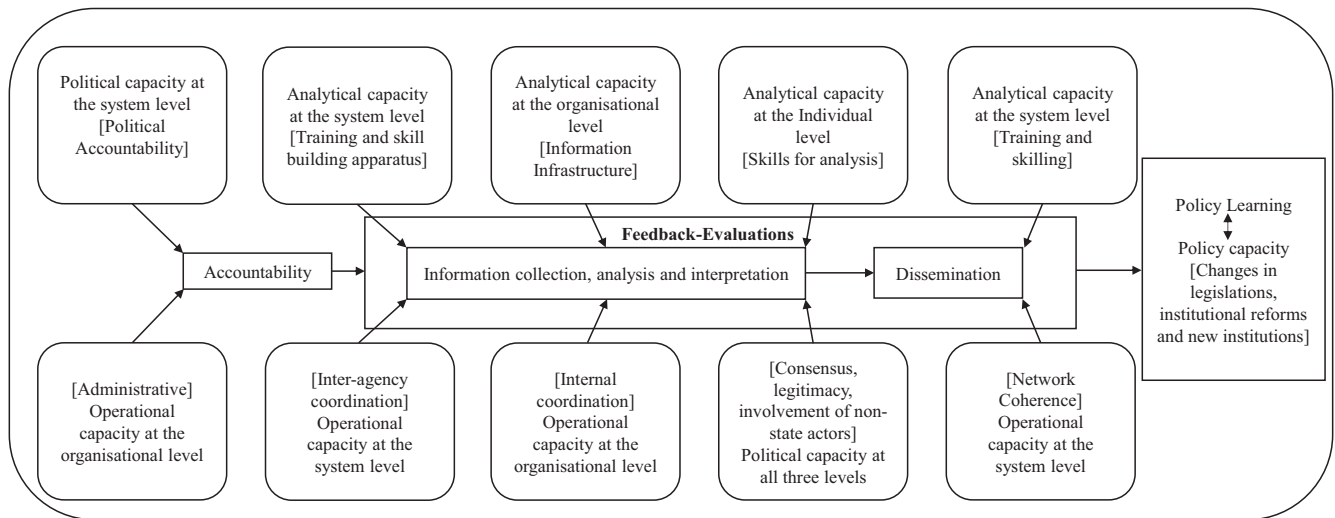 Political capacity at
the system level
[Political
Accountability]
Analytical capacity
at the system level
[Training and skill
building apparatus]
Analytical capacity
at the organisational
level
[Information
Infrastructure]
Analytical capacity
at the Individual
level
[Skills for analysis]
Analytical capacity
at the system level
[Training and
skilling]
Feedback-Evaluations
Accountability
Information collection, analysis and interpretation
Dissemination
Policy Learning
Policy capacity
[Changes in
legislations,
institutional reforms
and new institutions]
[Administrative]
Operational
capacity at the
organisational level
[Inter-agency
coordination]
Operational
capacity at the
system level
[Internal
coordination]
Operational
capacity at the
organisational level
[Consensus,
legitimacy,
involvement of non-
state actors]
Political capacity at
all three levels
[Network
Coherence]
Operational
capacity at the
system level